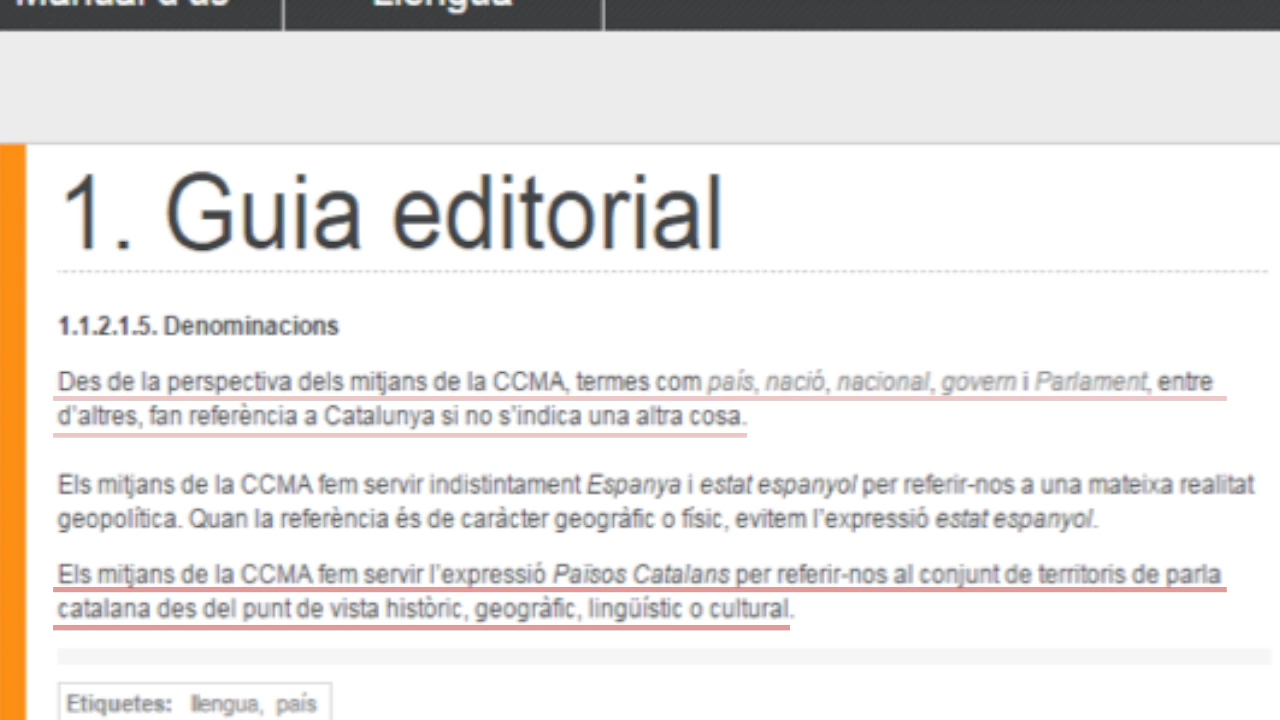 Manual d'ús Llengua
1. Guia editorial
1.1.2.1.5. Denominacions
Des de la perspectiva dels mitjans de la CCMA, termes com país, nació, nacional, govern i Parlament, entre
d'altres, fan referència a Catalunya si no s'indica una altra cosa.
Els mitjans de la CCMA fem servir indistintament Espanya i estat espanyol per referir-nos a una mateixa realitat
geopolítica. Quan la referència és de caràcter geogràfic o físic, evitem l'expressió estat espanyol.
Els mitjans de la CCMA fem servir l'expressió Països Catalans per referir-nos al conjunt de territoris de parla
catalana des del punt de vista històric, geogràfic, lingüístic o cultural.
Etiquetes: llengua, país